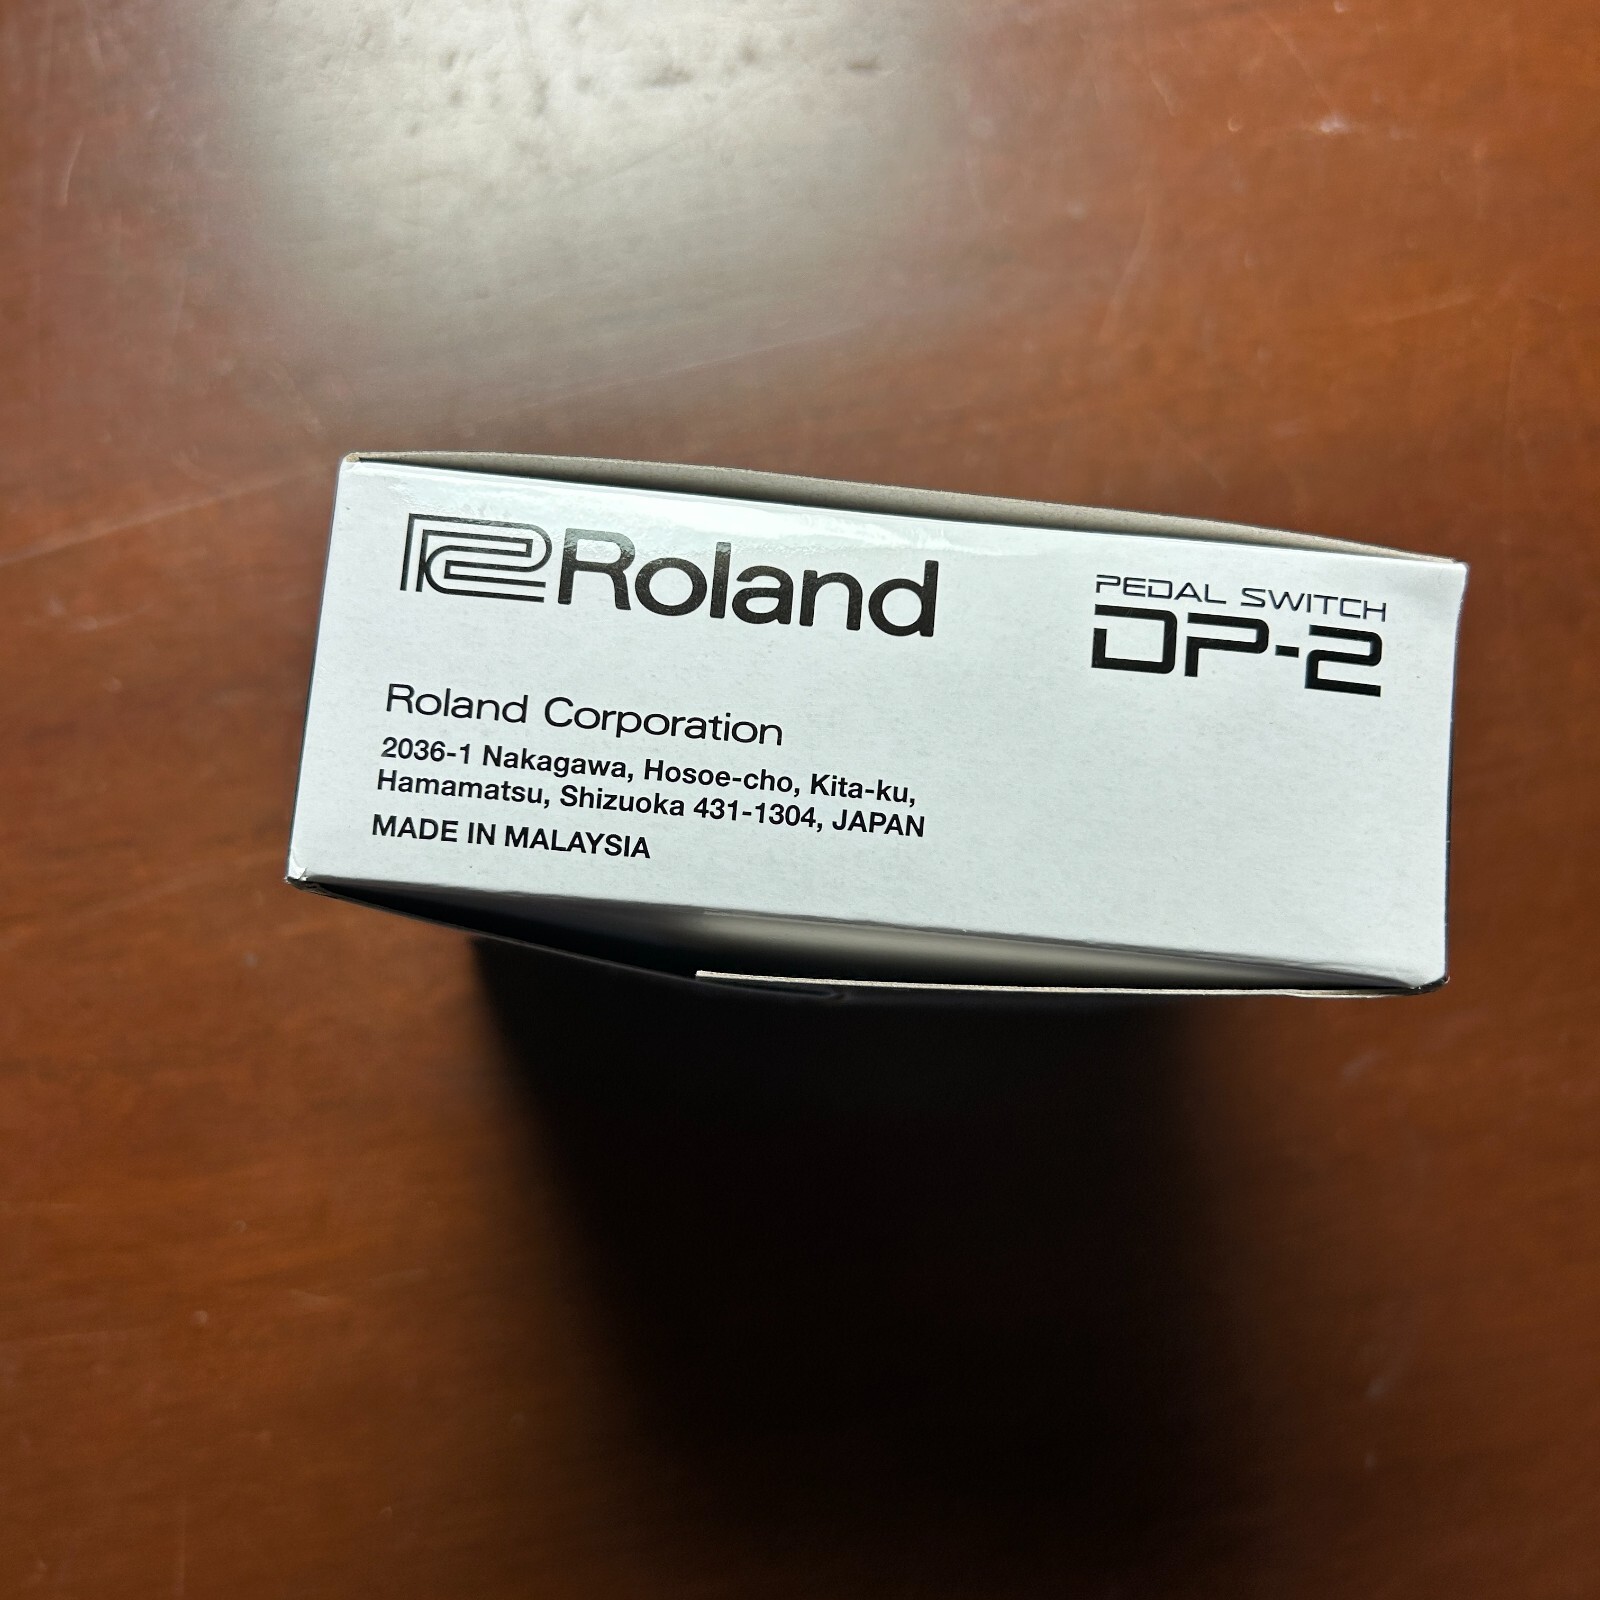 Roland
PEDAL SWITCH
DP-2
Roland Corporation
2036-1 Nakagawa, Hosoe-cho, Kita-ku,
Hamamatsu, Shizuoka 431-1304, JAPAN
MADE IN MALAYSIA